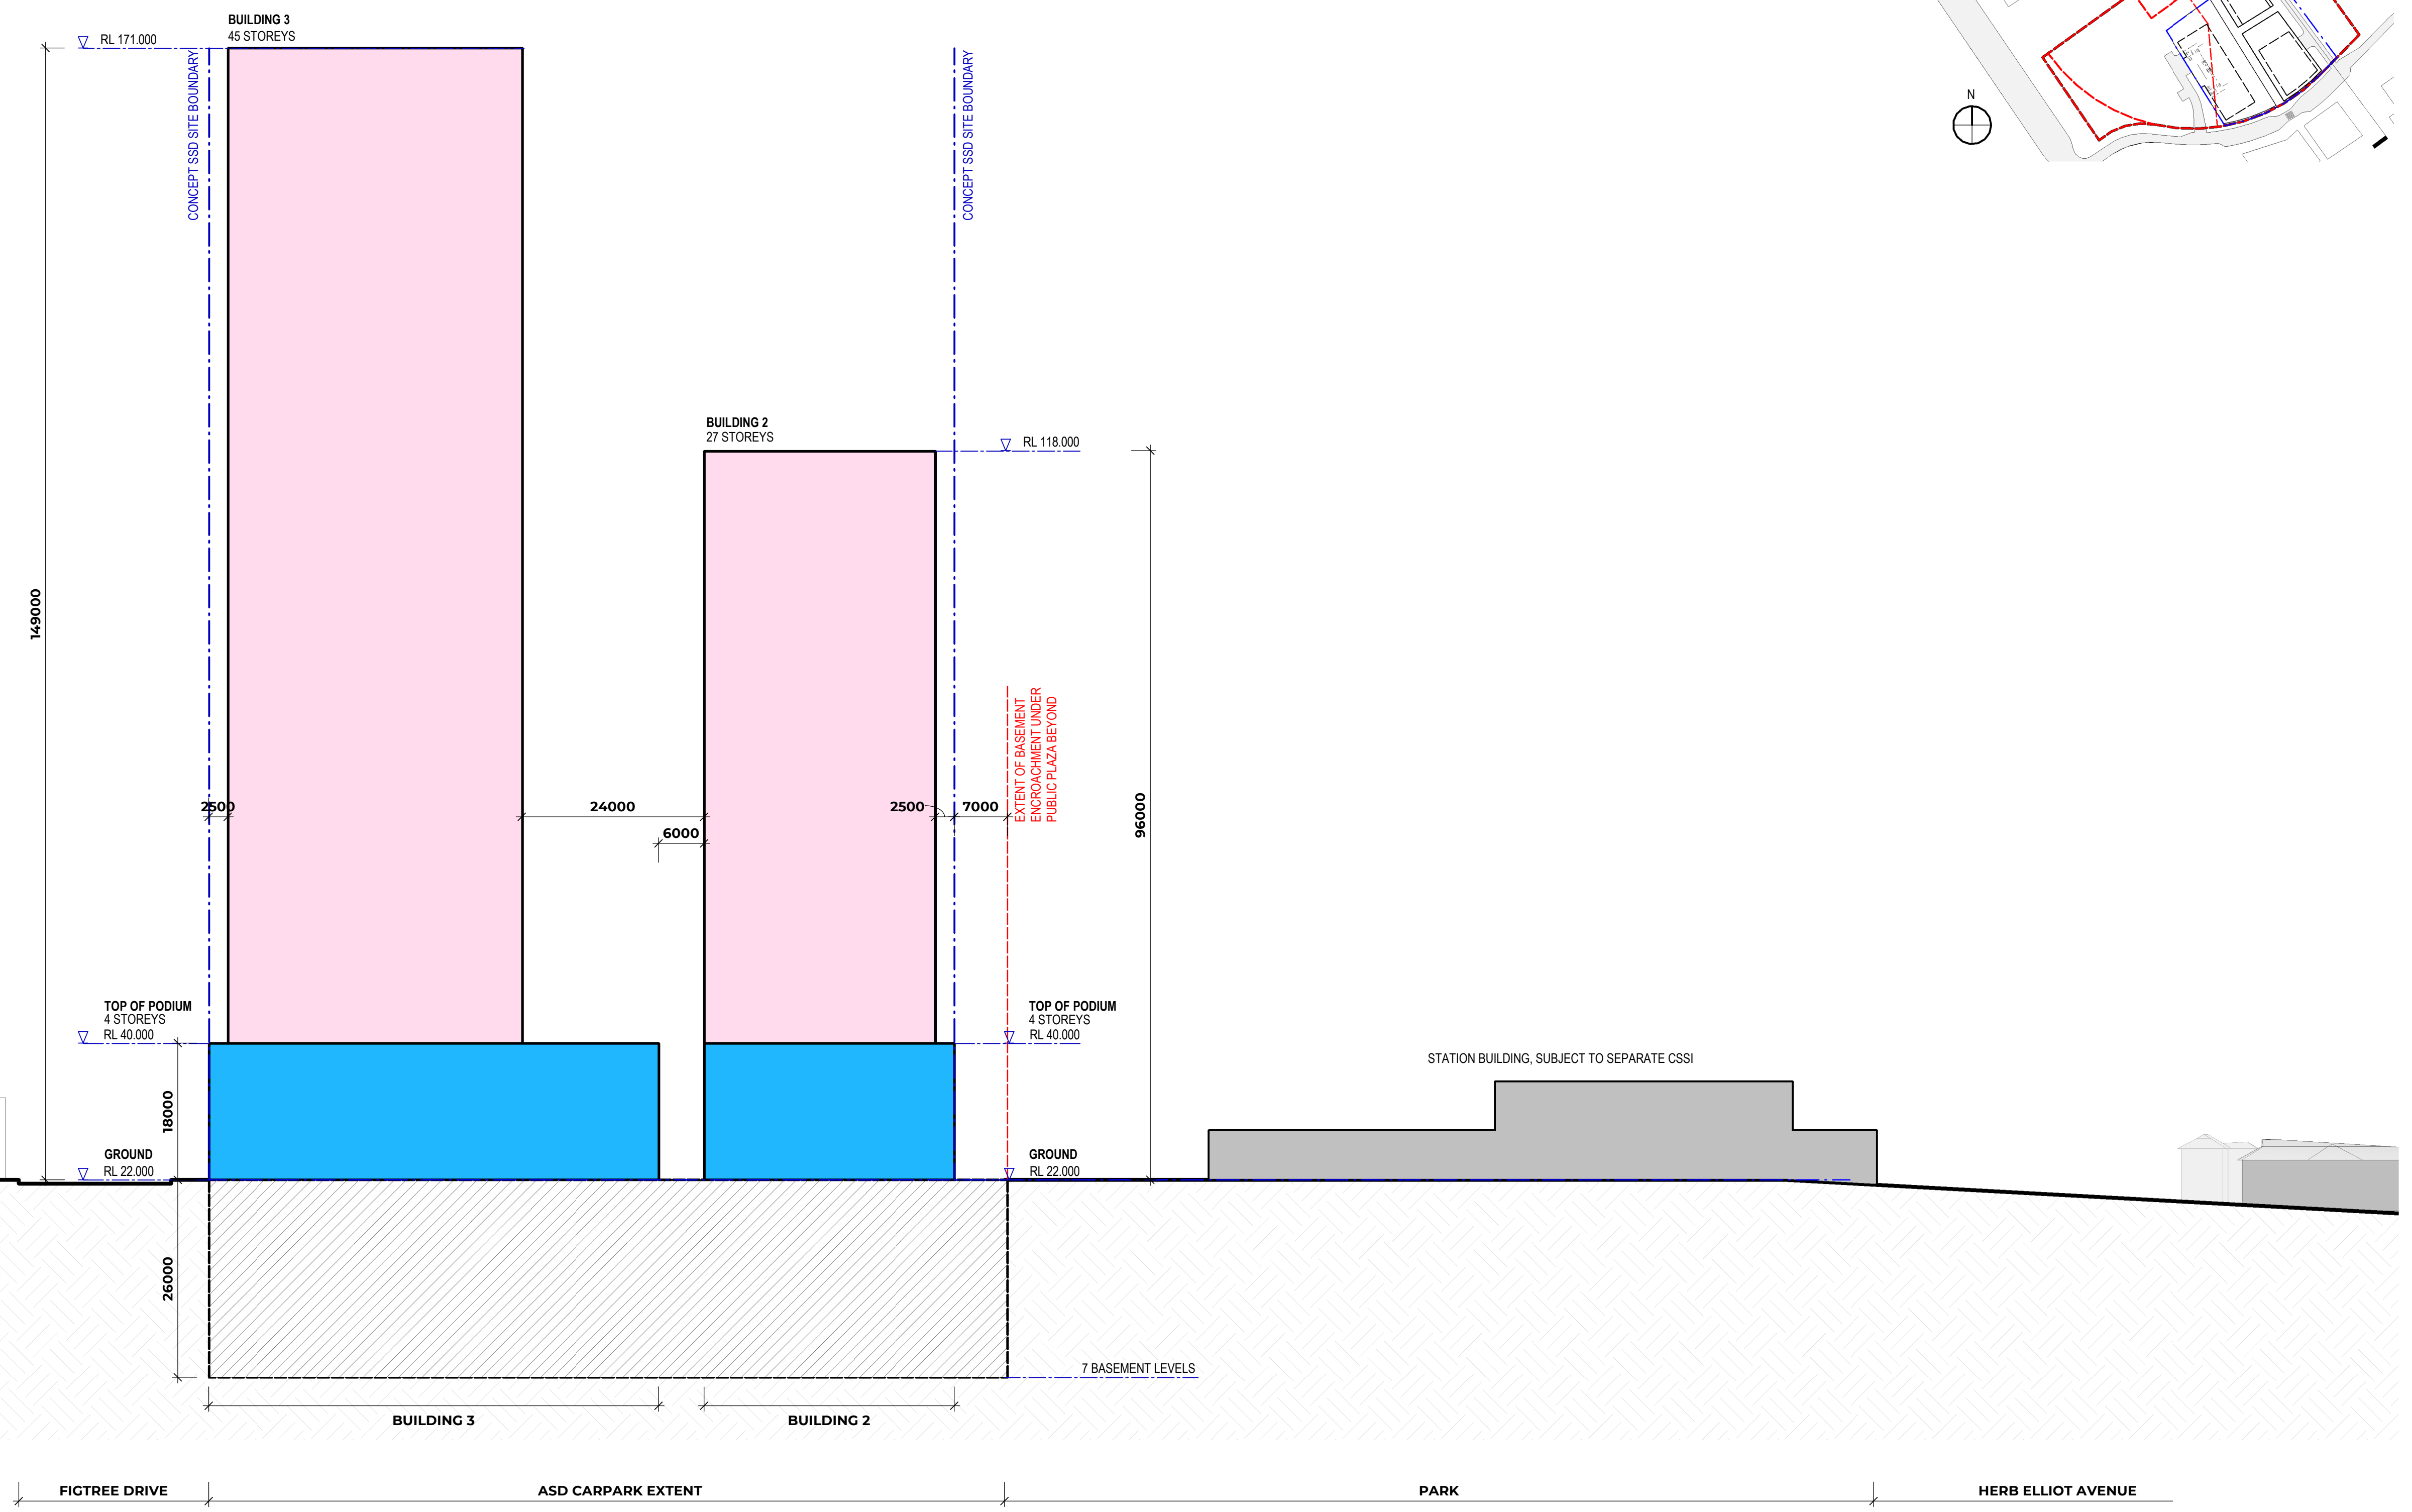 BUILDING 3
45 STOREYS
RL 171.000
CONCEPT SSD SITE BOUNDARY
CONCEPT SSD SITE BOUNDARY
N
BUILDING 2
27 STOREYS
RL 118.000
149000
EXTENT OF BASEMENT
ENCROACHMENT UNDER
PUBLIC PLAZA BEYOND
96000
2500
24000
2500
7000
6000
TOP OF PODIUM
4 STOREYS
RL 40.000
TOP OF PODIUM
4 STOREYS
RL 40.000
STATION BUILDING, SUBJECT TO SEPARATE CSSI
18000
GROUND
RL 22.000
GROUND
RL 22.000
26000
7 BASEMENT LEVELS
BUILDING 3
BUILDING 2
FIGTREE DRIVE
ASD CARPARK EXTENT
PARK
HERB ELLIOT AVENUE